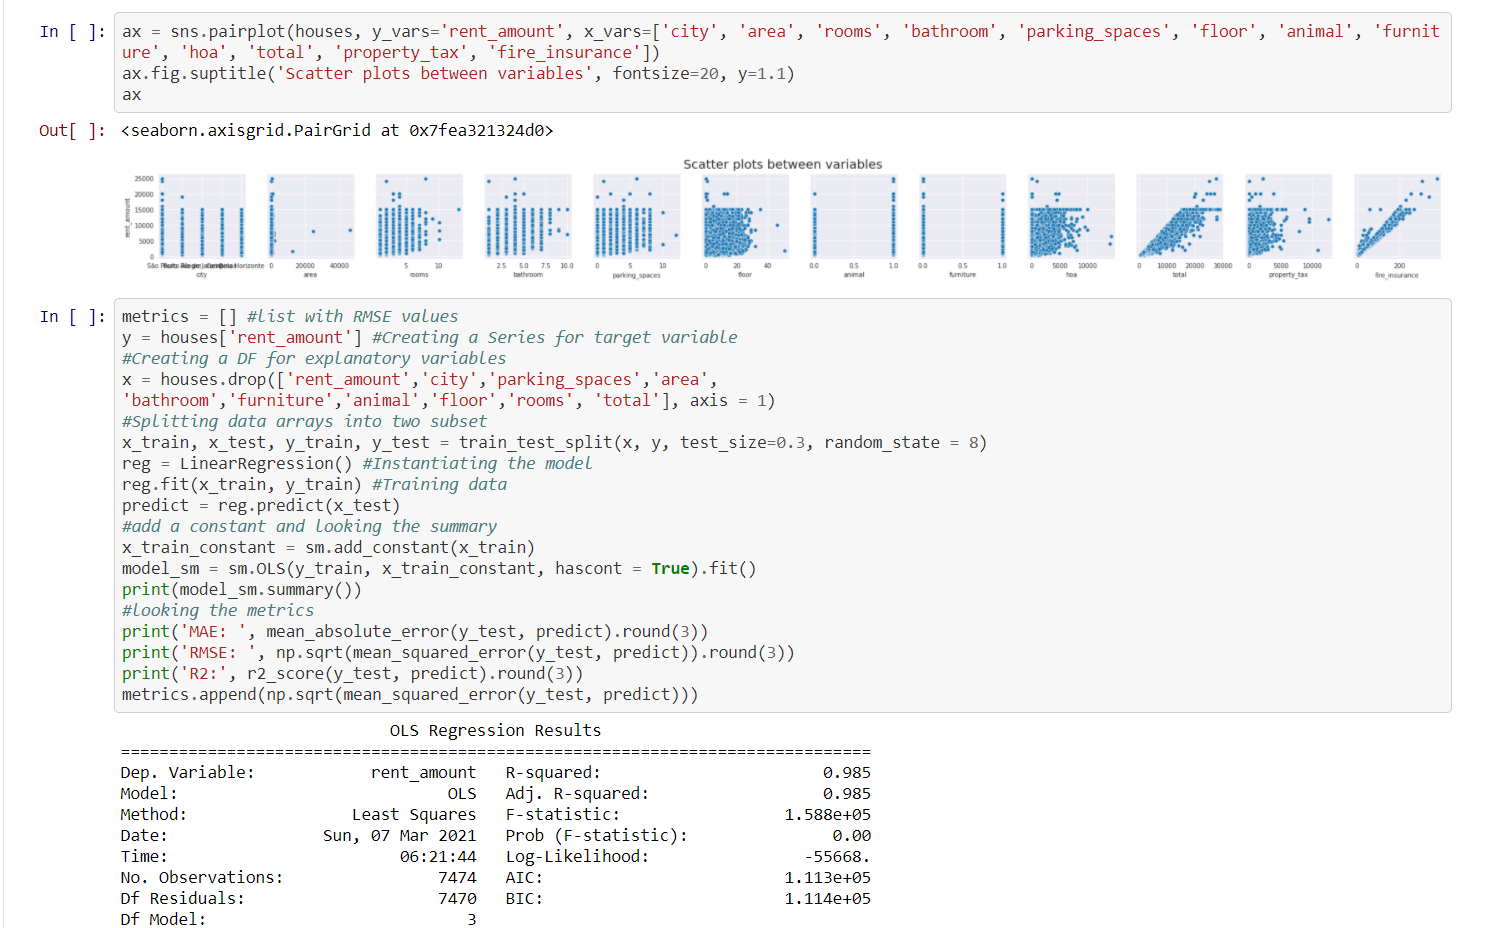 In [ ]: ax = sns.pairplot(houses, y_vars='rent_amount', x_vars=['city', 'area', 'rooms', 'bathroom', 'parking_spaces', 'floor', 'animal', 'furnit
ure', 'hoa', 'total', 'property_tax', 'fire_insurance'])
ax.fig.suptitle('Scatter plots between variables', fontsize=20, y=1.1)
ax
Out[ ]: <seaborn.axisgrid.PairGrid at 0x7fea321324d0>
Scatter plots between variables
25000
20000
15000
10000
5000
0
rent_amount
São Horizonte 0 20000 40000 5 10 2.5 5.0 7.5 10.0 0 5 10 0 20 40 0.0 0.5 1.0 0.0 0.5 1.0 0 5000 10000 0 10000 20000 30000 0 5000 10000 0 200
city area rooms bathroom parking_spaces floor animal furniture hoa total property_tax fire_insurance
In [ ]: metrics = [] #list with RMSE values
y = houses['rent_amount'] #Creating a Series for target variable
#Creating a DF for explanatory variables
x = houses.drop(['rent_amount','city','parking_spaces','area',
'bathroom','furniture','animal','floor','rooms', 'total'], axis = 1)
#Splitting data arrays into two subset
x_train, x_test, y_train, y_test = train_test_split(x, y, test_size=0.3, random_state = 8)
reg = LinearRegression() #Instantiating the model
reg.fit(x_train, y_train) #Training data
predict = reg.predict(x_test)
#add a constant and looking the summary
x_train_constant = sm.add_constant(x_train)
model_sm = sm.OLS(y_train, x_train_constant, hascont = True).fit()
print(model_sm.summary())
#looking the metrics
print('MAE: ', mean_absolute_error(y_test, predict).round(3))
print('RMSE: ', np.sqrt(mean_squared_error(y_test, predict)).round(3))
print('R2:', r2_score(y_test, predict).round(3))
metrics.append(np.sqrt(mean_squared_error(y_test, predict)))
OLS Regression Results
==============================================================================
Dep. Variable: rent_amount R-squared: 0.985
Model: OLS Adj. R-squared: 0.985
Method: Least Squares F-statistic: 1.588e+05
Date: Sun, 07 Mar 2021 Prob (F-statistic): 0.00
Time: 06:21:44 Log-Likelihood: -55668.
No. Observations: 7474 AIC: 1.113e+05
Df Residuals: 7470 BIC: 1.114e+05
Df Model: 3